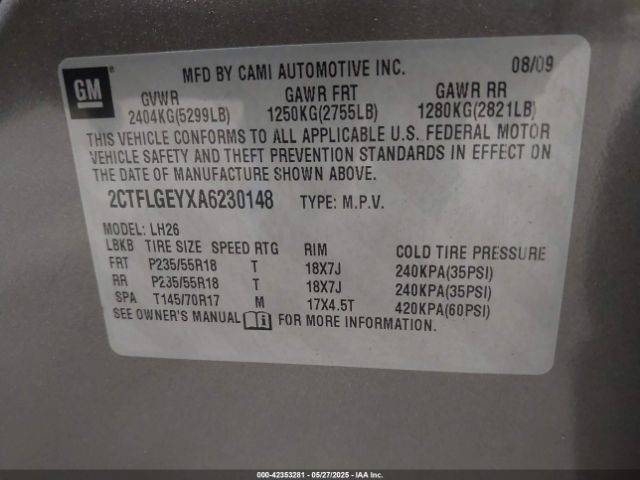 GM
MFD BY CAMI AUTOMOTIVE INC. 08/09
GVWR GAWR FRT GAWR RR
2404KG(5299LB) 1250KG(2755LB) 1280KG(2821LB)
THIS VEHICLE CONFORMS TO ALL APPLICABLE U.S. FEDERAL MOTOR
VEHICLE SAFETY AND THEFT PREVENTION STANDARDS IN EFFECT ON
THE DATE OF MANUFACTURE SHOWN ABOVE.
2CTFLGEYXA6230148 TYPE: M.P.V.
MODEL: LH26
LBKB TIRE SIZE SPEED RTG RIM COLD TIRE PRESSURE
FRT P235/55R18 T 18X7J 240KPA(35PSI)
RR P235/55R18 T 18X7J 240KPA(35PSI)
SPA T145/70R17 M 17X4.5T 420KPA(60PSI)
SEE OWNER'S MANUAL FOR MORE INFORMATION.
000-42353281 - 05/27/2025 - IAA Inc.